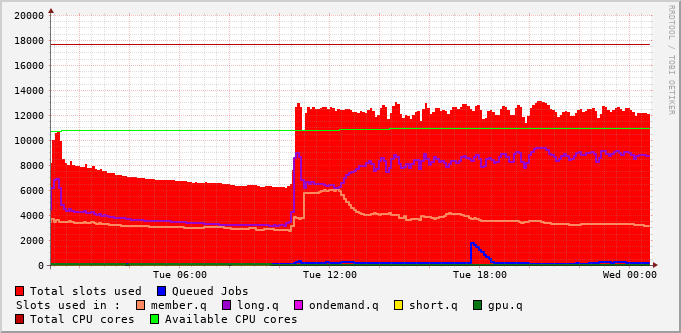 20000
18000
16000
14000
12000
10000
8000
6000
4000
2000
0
Tue 06:00 Tue 12:00 Tue 18:00 Wed 00:00
RRDTOOL / TOBI OETIKER
Total slots used Queued Jobs
Slots used in : member.q long.q ondemand.q short.q gpu.q
Total CPU cores Available CPU cores